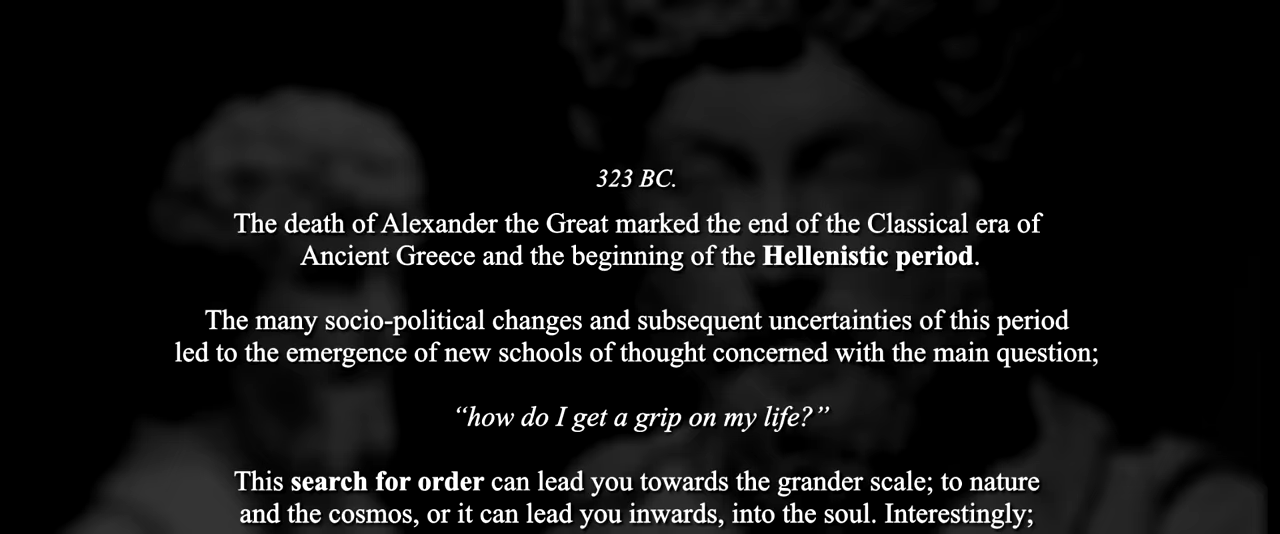 323 BC.
The death of Alexander the Great marked the end of the Classical era of
Ancient Greece and the beginning of the Hellenistic period.
The many socio-political changes and subsequent uncertainties of this period
led to the emergence of new schools of thought concerned with the main question;
“how do I get a grip on my life?”
This search for order can lead you towards the grander scale; to nature
and the cosmos, or it can lead you inwards, into the soul. Interestingly;